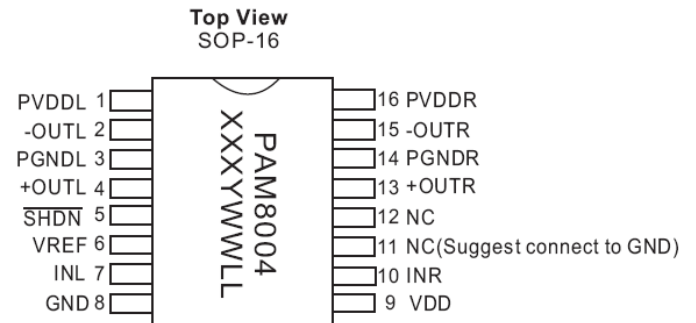 Top View
SOP-16
PVDDL 1
-OUTL 2
PGNDL 3
+OUTL 4
SHDN 5
VREF 6
INL 7
GND 8
PAM8004
XXXYWWLL
16 PVDDR
15 -OUTR
14 PGNDR
13 +OUTR
12 NC
11 NC(Suggest connect to GND)
10 INR
9 VDD